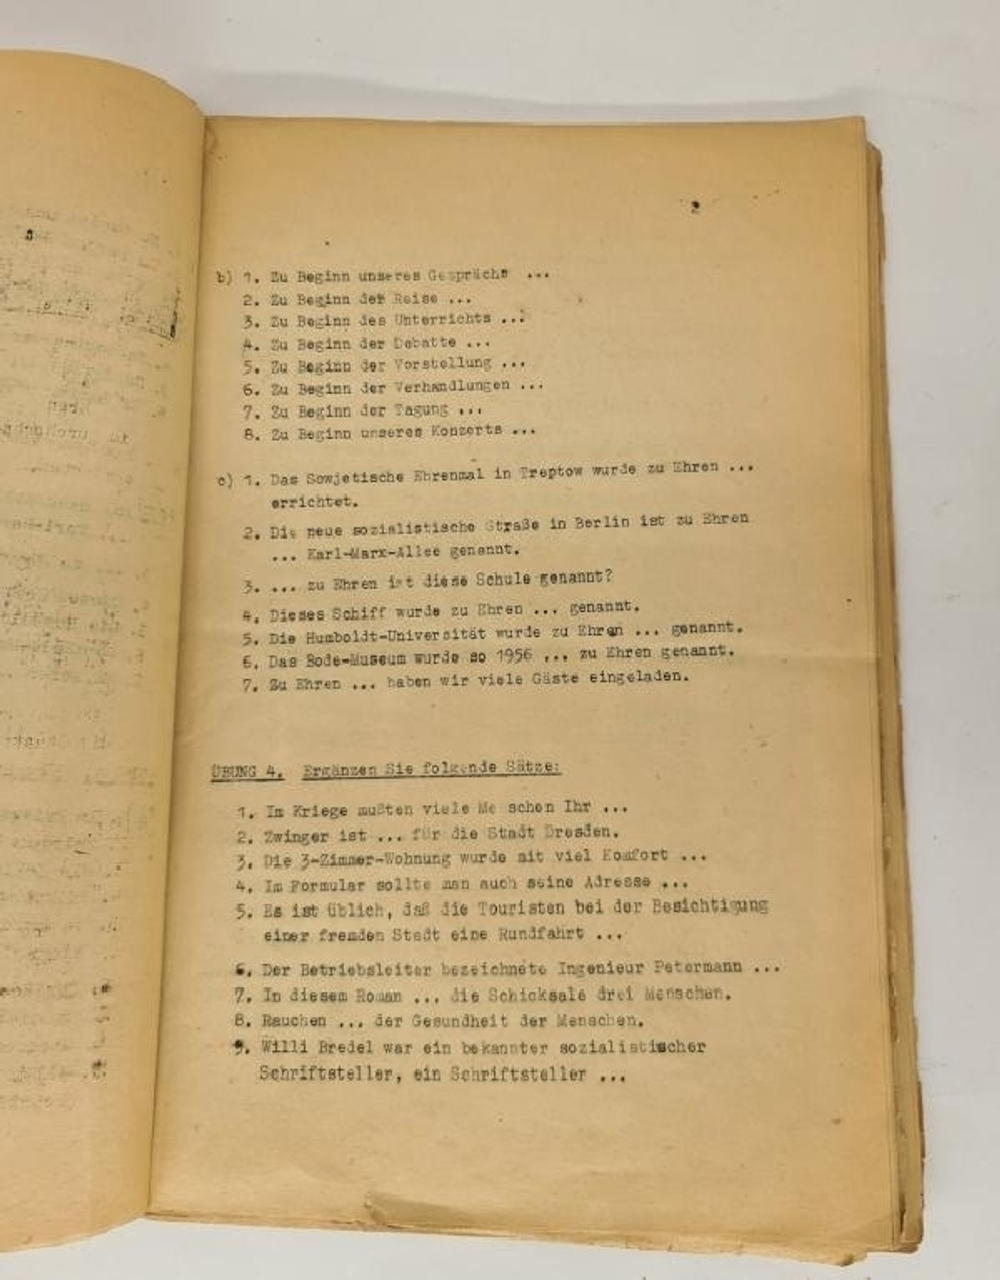 2
b) 1. Zu Beginn unseres Gesprächs ...
2. Zu Beginn der Reise ...
3. Zu Beginn des Unterrichts ...
4. Zu Beginn der Debatte ...
5. Zu Beginn der Vorstellung ...
6. Zu Beginn der Verhandlungen ...
7. Zu Beginn der Tagung ...
8. Zu Beginn unseres Konzerts ...
c) 1. Das Sowjetische Ehrenmal in Treptow wurde zu Ehren ...
errichtet.
2. Die neue sozialistische Straße in Berlin ist zu Ehren
... Karl-Marx-Allee genannt.
3. ... zu Ehren ist diese Schule genannt?
4. Dieses Schiff wurde zu Ehren ... genannt.
5. Die Humboldt-Universität wurde zu Ehren ... genannt.
6. Das Bode-Museum wurde so 1956 ... zu Ehren genannt.
7. Zu Ehren ... haben wir viele Gäste eingeladen.
ÜBUNG 4. Ergänzen Sie folgende Sätze:
1. Im Kriege mußten viele Me schen Ihr ...
2. Zwinger ist ... für die Stadt Dresden.
3. Die 3-Zimmer-Wohnung wurde mit viel Komfort ...
4. Im Formular sollte man auch seine Adresse ...
5. Es ist üblich, daß die Touristen bei der Besichtigung
einer fremden Stadt eine Rundfahrt ...
6. Der Betriebsleiter bezeichnete Ingenieur Petermann ...
7. In diesem Roman ... die Schicksale drei Menschen.
8. Rauchen ... der Gesundheit der Menschen.
9. Willi Bredel war ein bekannter sozialistischer
Schriftsteller, ein Schriftsteller ...